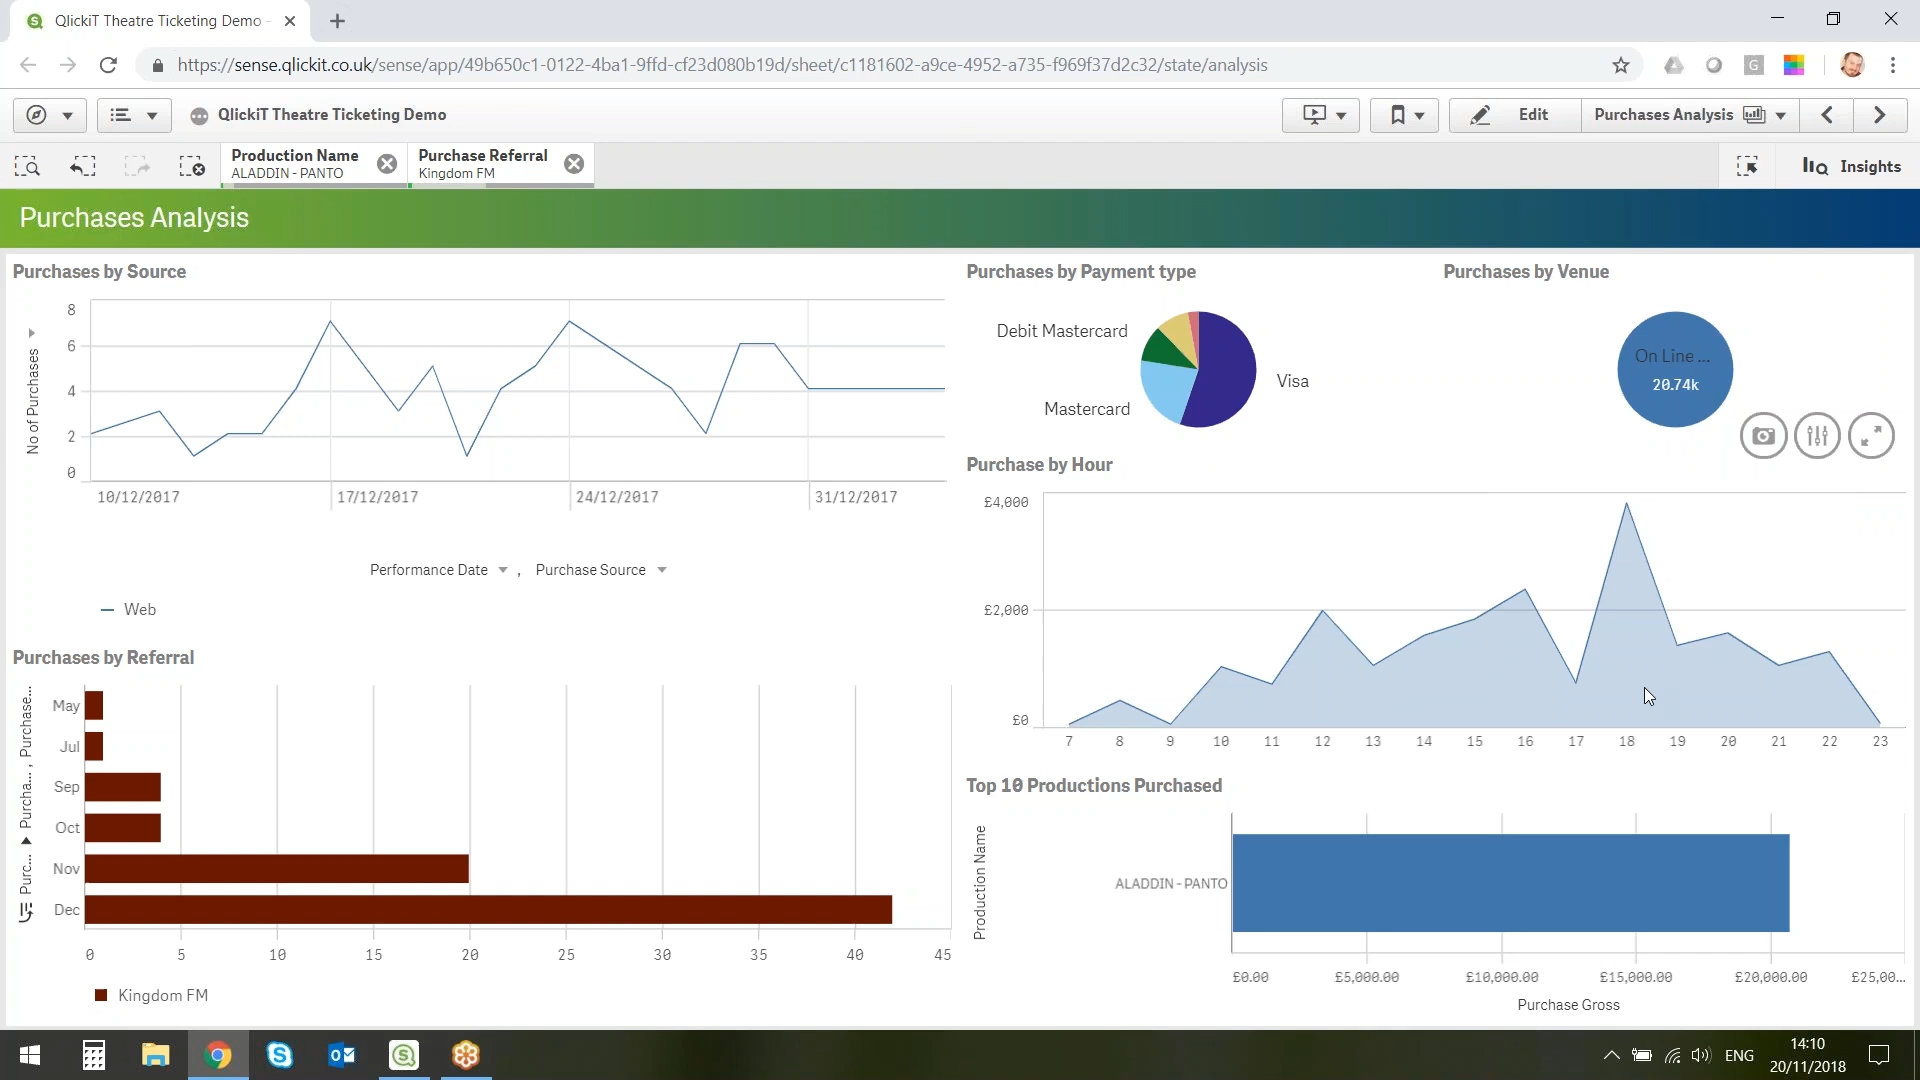 QlickiT Theatre Ticketing Demo -
https://sense.qlickit.co.uk/sense/app/49b650c1-0122-4ba1-9ffd-cf23d080b19d/sheet/c1181602-a9ce-4952-a735-f969f37d2c32/state/analysis
G
QlickiT Theatre Ticketing Demo
Edit
Purchases Analysis
Production Name
ALADDIN - PANTO
Purchase Referral
Kingdom FM
Insights
Purchases Analysis
Purchases by Source
No of Purchases
8
6
4
2
0
10/12/2017 17/12/2017 24/12/2017 31/12/2017
Performance Date , Purchase Source
Web
Purchases by Payment type
Debit Mastercard
Mastercard
Visa
Purchases by Venue
On Line ...
20.74k
Purchase by Hour
£4,000
£2,000
£0
7 8 9 10 11 12 13 14 15 16 17 18 19 20 21 22 23
Purchases by Referral
Purc... Purcha... , Purchase...
May
Jul
Sep
Oct
Nov
Dec
0 5 10 15 20 25 30 35 40 45
Kingdom FM
Top 10 Productions Purchased
Production Name
ALADDIN - PANTO
£0.00 £5,000.00 £10,000.00 £15,000.00 £20,000.00 £25,00...
Purchase Gross
ENG
14:10
20/11/2018